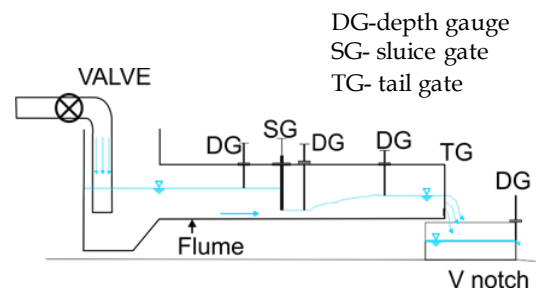 DG-depth gauge
SG- sluice gate
TG- tail gate
VALVE
DG
SG
DG
DG
TG
DG
Flume
V notch